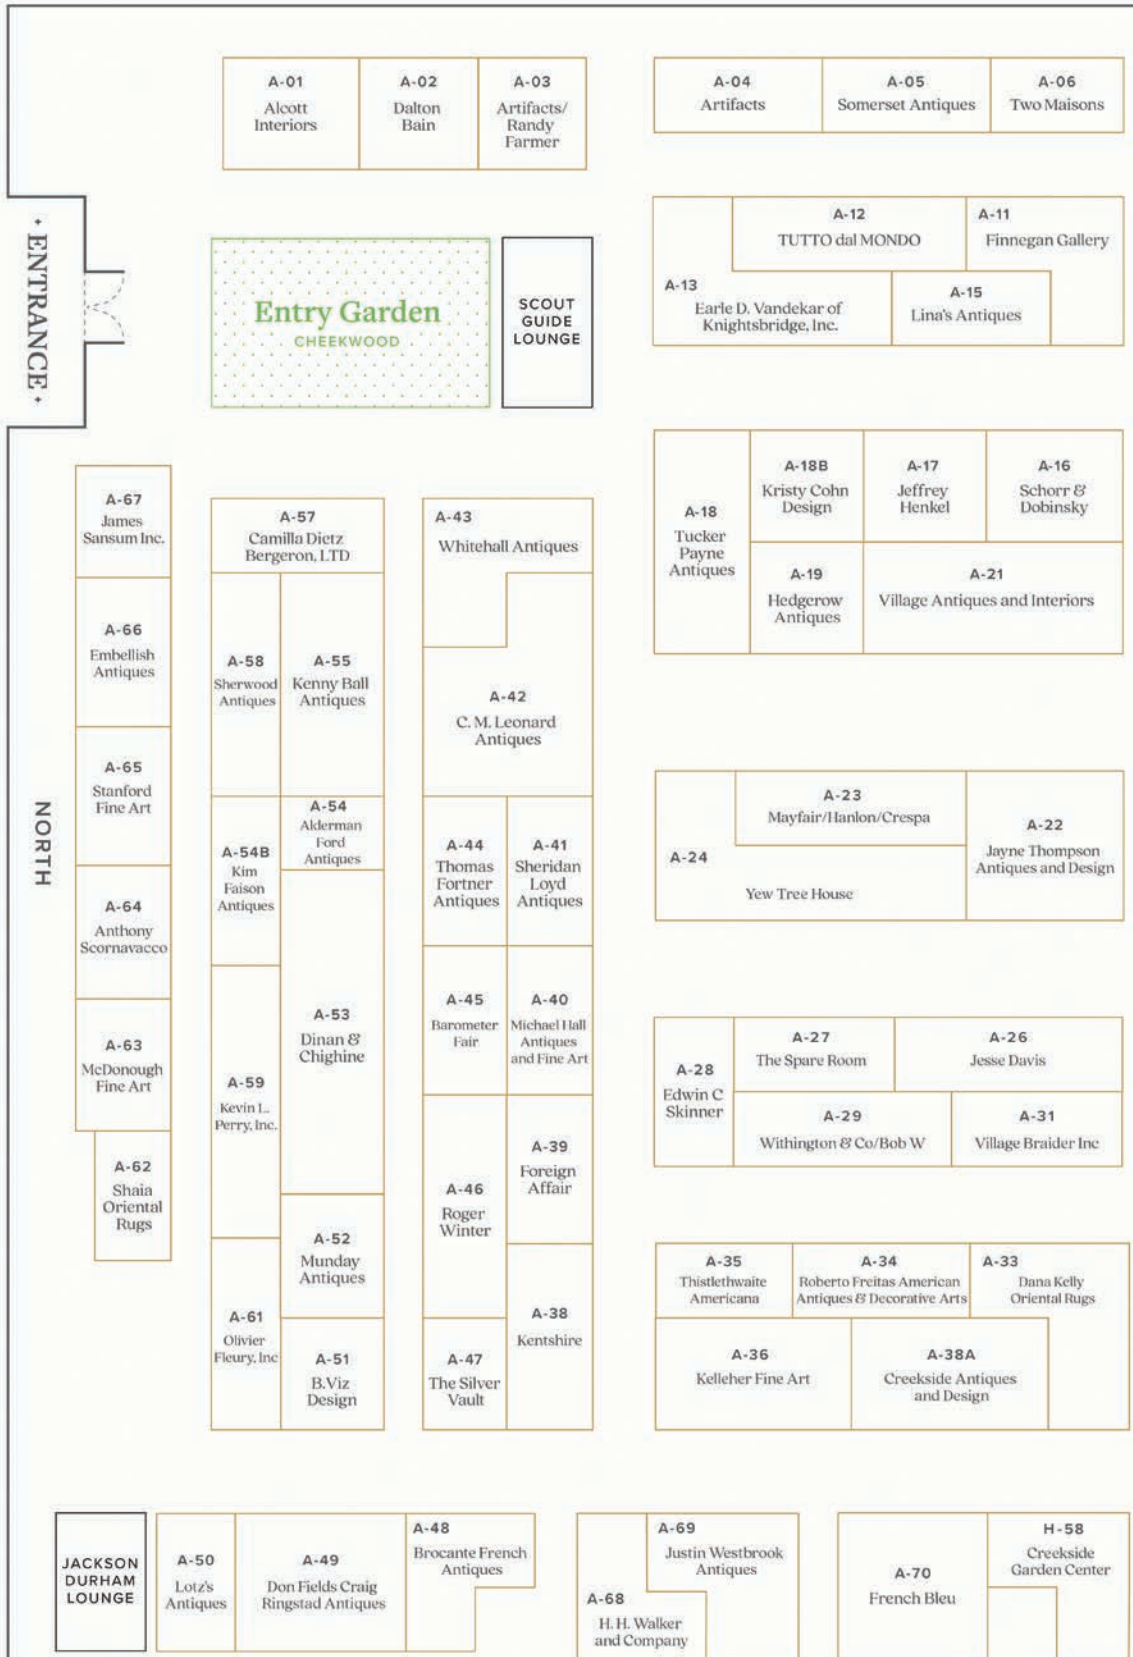 A-01
Alcott
Interiors
A-02
Dalton
Bain
A-03
Artifacts/
Randy
Farmer
A-04
Artifacts
A-05
Somerset Antiques
A-06
Two Maisons
ENTRANCE
Entry Garden
CHEEKWOOD
SCOUT
GUIDE
LOUNGE
A-12
TUTTO dal MONDO
A-11
Finnegan Gallery
A-13
Earle D. Vandekar of
Knightsbridge, Inc.
A-15
Lina's Antiques
A-18
Tucker
Payne
Antiques
A-18B
Kristy Cohn
Design
A-17
Jeffrey
Henkel
A-16
Schorr &
Dobinsky
A-19
Hedgerow
Antiques
A-21
Village Antiques and Interiors
NORTH
A-67
James
Sansum Inc.
A-66
Embellish
Antiques
A-65
Stanford
Fine Art
A-64
Anthony
Scornavacco
A-63
McDonough
Fine Art
A-62
Shaia
Oriental
Rugs
A-57
Camilla Dietz
Bergeron, LTD
A-58
Sherwood
Antiques
A-55
Kenny Ball
Antiques
A-54
Alderman
Ford
Antiques
A-54B
Kim
Faison
Antiques
A-53
Dinan &
Chighine
A-59
Kevin L.
Perry, Inc.
A-52
Munday
Antiques
A-61
Olivier
Fleury, Inc
A-51
B.Viz
Design
A-43
Whitehall Antiques
A-42
C. M. Leonard
Antiques
A-44
Thomas
Fortner
Antiques
A-41
Sheridan
Loyd
Antiques
A-45
Barometer
Fair
A-40
Michael Hall
Antiques
and Fine Art
A-39
Foreign
Affair
A-46
Roger
Winter
A-38
Kentshire
A-47
The Silver
Vault
A-23
Mayfair/Hanlon/Crespa
A-22
Jayne Thompson
Antiques and Design
A-24
Yew Tree House
A-28
Edwin C
Skinner
A-27
The Spare Room
A-26
Jesse Davis
A-29
Withington & Co/Bob W
A-31
Village Braider Inc
A-35
Thistlethwaite
Americana
A-34
Roberto Freitas American
Antiques & Decorative Arts
A-33
Dana Kelly
Oriental Rugs
A-36
Kelleher Fine Art
A-38A
Creekside Antiques
and Design
JACKSON
DURHAM
LOUNGE
A-50
Lotz's
Antiques
A-49
Don Fields Craig
Ringstad Antiques
A-48
Brocante French
Antiques
A-69
Justin Westbrook
Antiques
A-68
H. H. Walker
and Company
A-70
French Bleu
H-58
Creekside
Garden Center